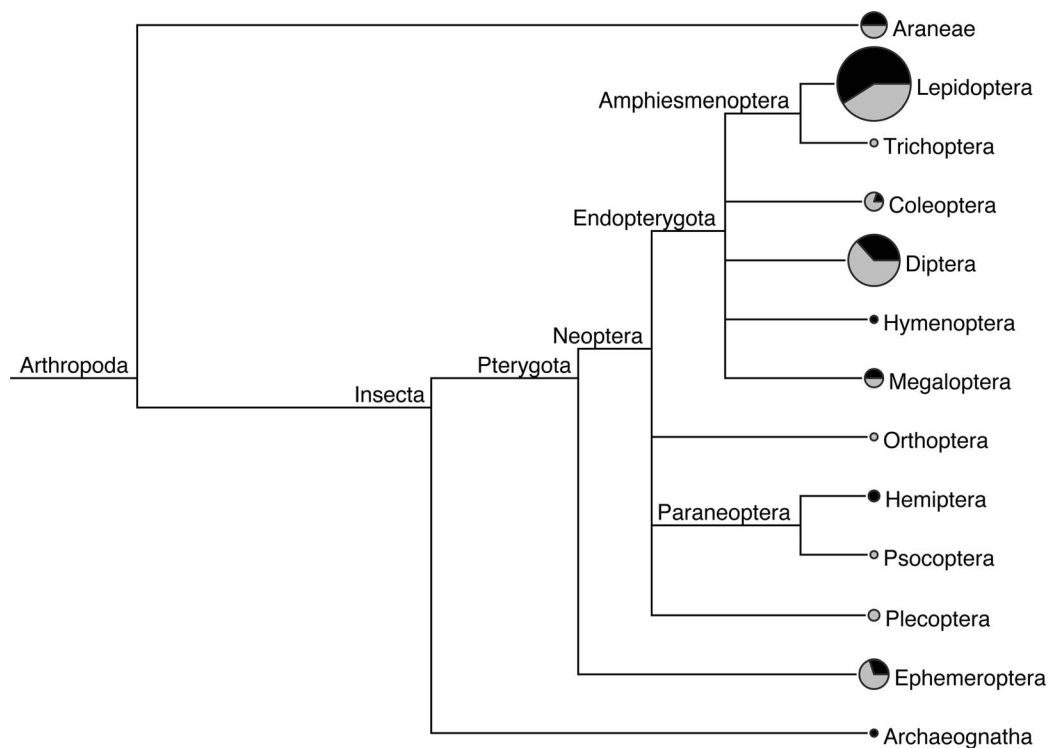 Araneae
Lepidoptera
Amphiesmenoptera
Trichoptera
Coleoptera
Endopterygota
Diptera
Hymenoptera
Neoptera
Arthropoda
Pterygota
Megaloptera
Insecta
Orthoptera
Hemiptera
Paraneoptera
Psocoptera
Plecoptera
Ephemeroptera
Archaeognatha